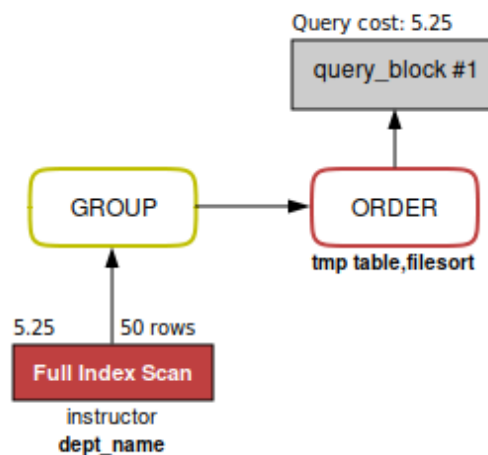 Query cost: 5.25
query_block #1
GROUP
ORDER
tmp table,filesort
5.25 50 rows
Full Index Scan
instructor
dept_name